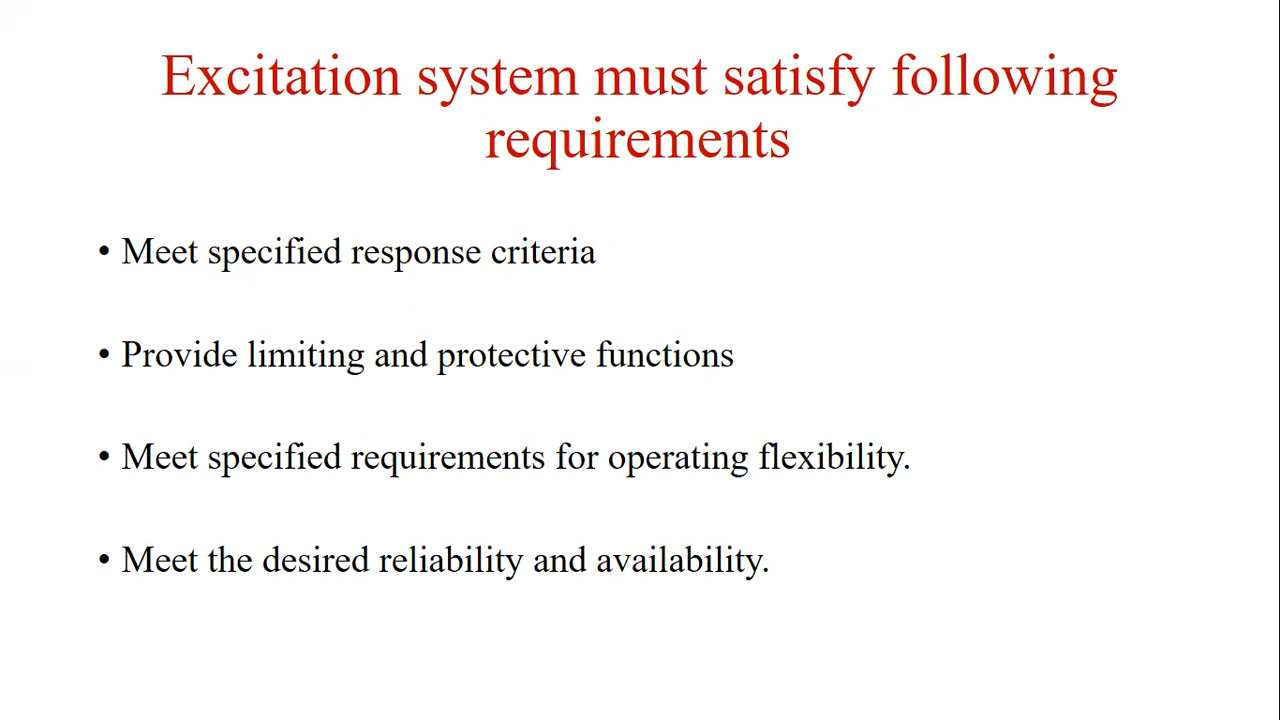 Excitation system must satisfy following
requirements
• Meet specified response criteria
• Provide limiting and protective functions
• Meet specified requirements for operating flexibility.
• Meet the desired reliability and availability.